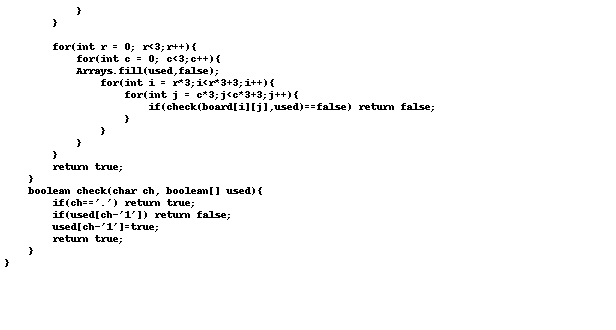 }
        }

        for(int r = 0; r<3;r++){
            for(int c = 0; c<3;c++){
            Arrays.fill(used,false);
                for(int i = r*3;i<r*3+3;i++){
                    for(int j = c*3;j<c*3+3;j++){
                        if(check(board[i][j],used)==false) return false;
                    }
                }
            }
        }
        return true;
    }
    boolean check(char ch, boolean[] used){
        if(ch=='.') return true;
        if(used[ch-'1']) return false;
        used[ch-'1']=true;
        return true;
    }
}